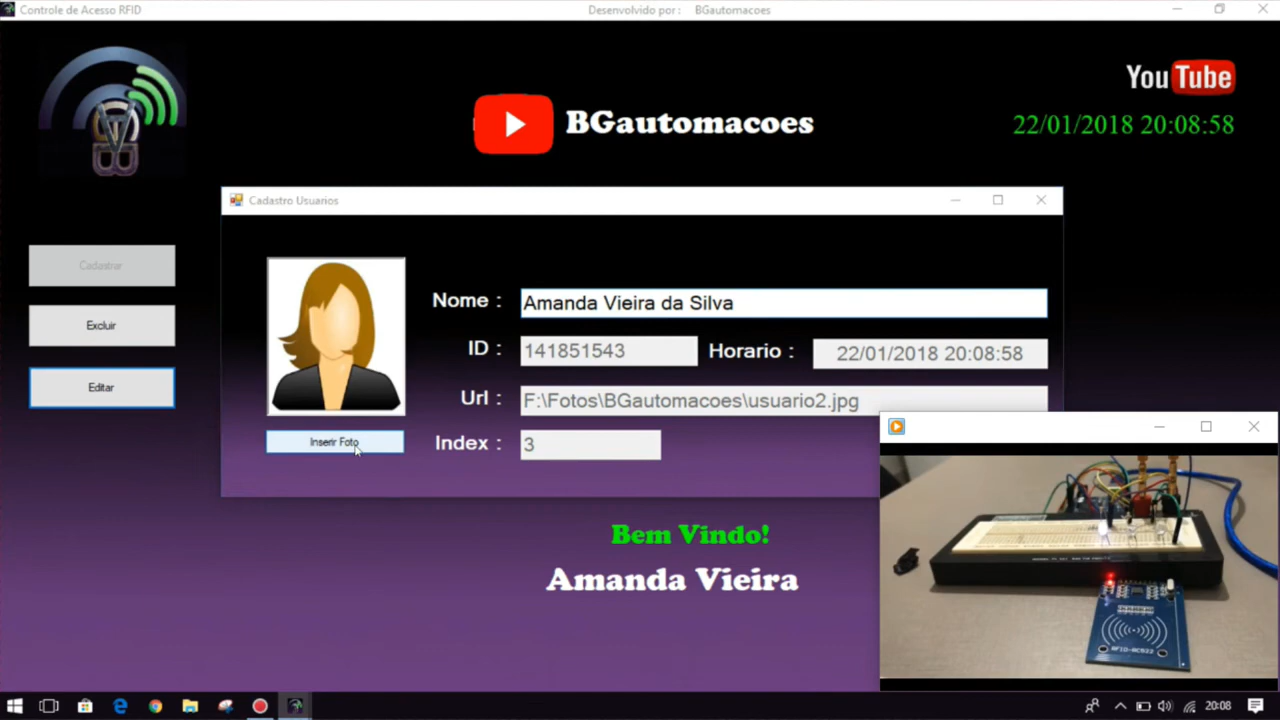 Controle de Acesso RFID
Desenvolvido por : BGautomacoes
YouTube
BGautomacoes
22/01/2018 20:08:58
Cadastro Usuarios
Cadastrar
Excluir
Editar
Nome : Amanda Vieira da Silva
ID : 141851543 Horario : 22/01/2018 20:08:58
Url : F:\Fotos\BGautomacoes\usuario2.jpg
Inserir Foto
Index : 3
Bem Vindo!
Amanda Vieira
RFID-RC522
20:08